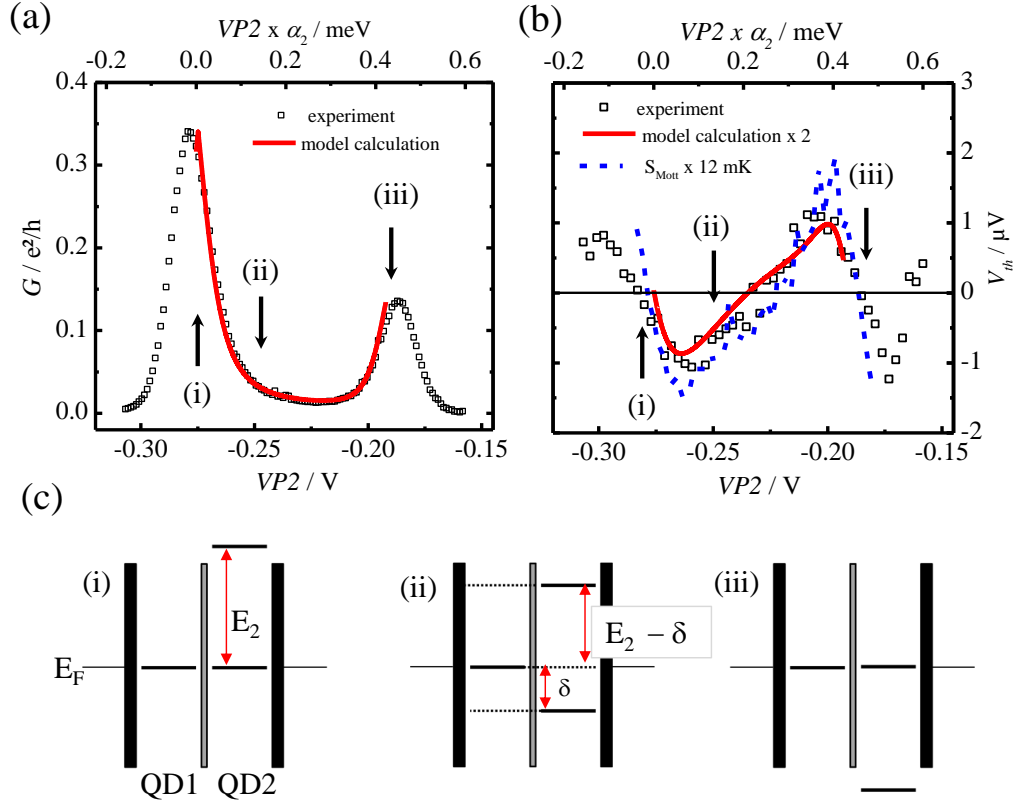 (a)
VP2 x α₂ / meV
-0.2 0.0 0.2 0.4 0.6
0.4
0.3
0.2
0.1
0.0
G / e²/h
experiment
model calculation
(i)
(ii)
(iii)
-0.30 -0.25 -0.20 -0.15
VP2 / V
(b)
VP2 x α₂ / meV
-0.2 0.0 0.2 0.4 0.6
experiment
model calculation x 2
S_Mott x 12 mK
(i)
(ii)
(iii)
3
2
1
0
-1
-2
V_th / µV
-0.30 -0.25 -0.20 -0.15
VP2 / V
(c)
(i)
E₂
E_F
QD1 QD2
(ii)
E₂ – δ
δ
(iii)